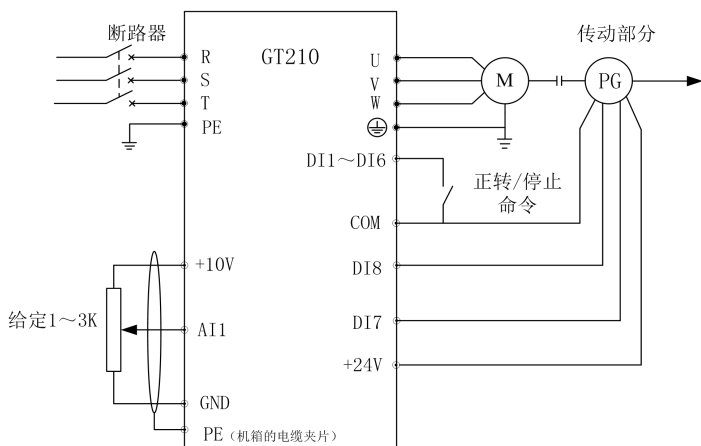 断路器
GT210
传动部分
R
S
T
PE
U
V
W
M
PG
DI1～DI6
正转/停止
命令
COM
+10V
DI8
给定1～3K
AI1
DI7
+24V
GND
PE（机箱的电缆夹片）